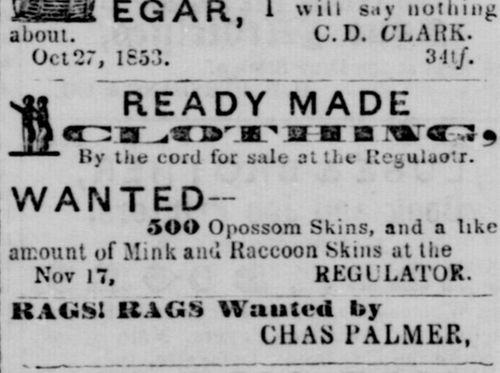 EGAR, I will say nothing
about. C. D. CLARK.
Oct 27, 1853. 34tf.
READY MADE
CLOTHING,
By the cord for sale at the Regulaotr.
WANTED—
500 Opossom Skins, and a like
amount of Mink and Raccoon Skins at the
Nov 17, REGULATOR.
RAGS! RAGS Wanted by
CHAS PALMER,